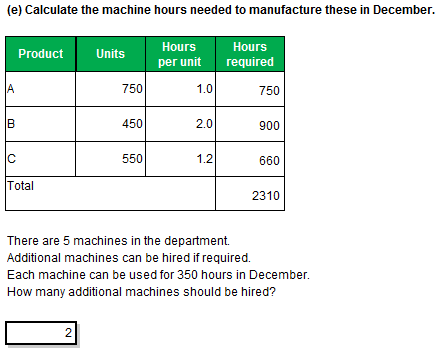 (e) Calculate the machine hours needed to manufacture these in December.
Product Units Hours per unit Hours required
A 750 1.0 750
B 450 2.0 900
C 550 1.2 660
Total 2310
There are 5 machines in the department.
Additional machines can be hired if required.
Each machine can be used for 350 hours in December.
How many additional machines should be hired?
2